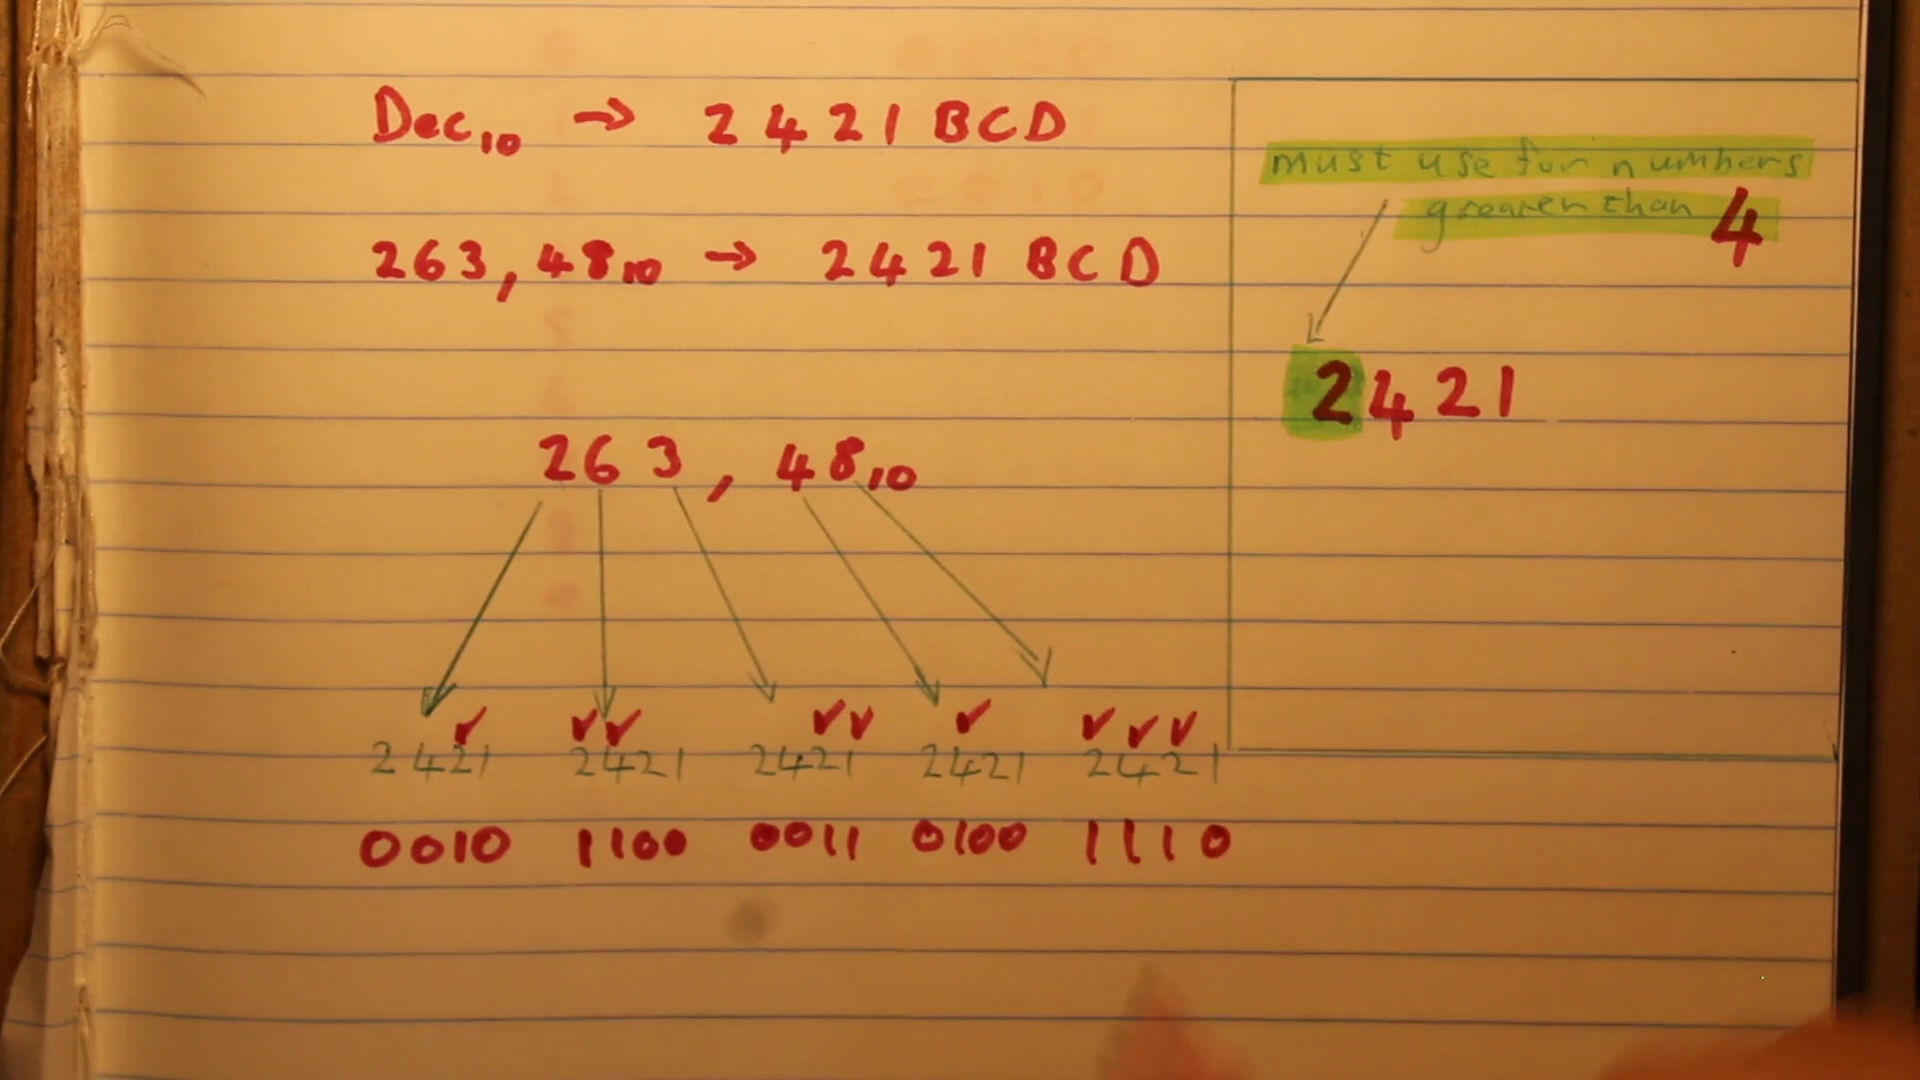 Dec₁₀ → 2421 BCD
263,48₁₀ → 2421 BCD
263,48₁₀
2421 2421 2421 2421 2421
0010 1100 0011 0100 1110
must use for numbers
greater than 4
2421